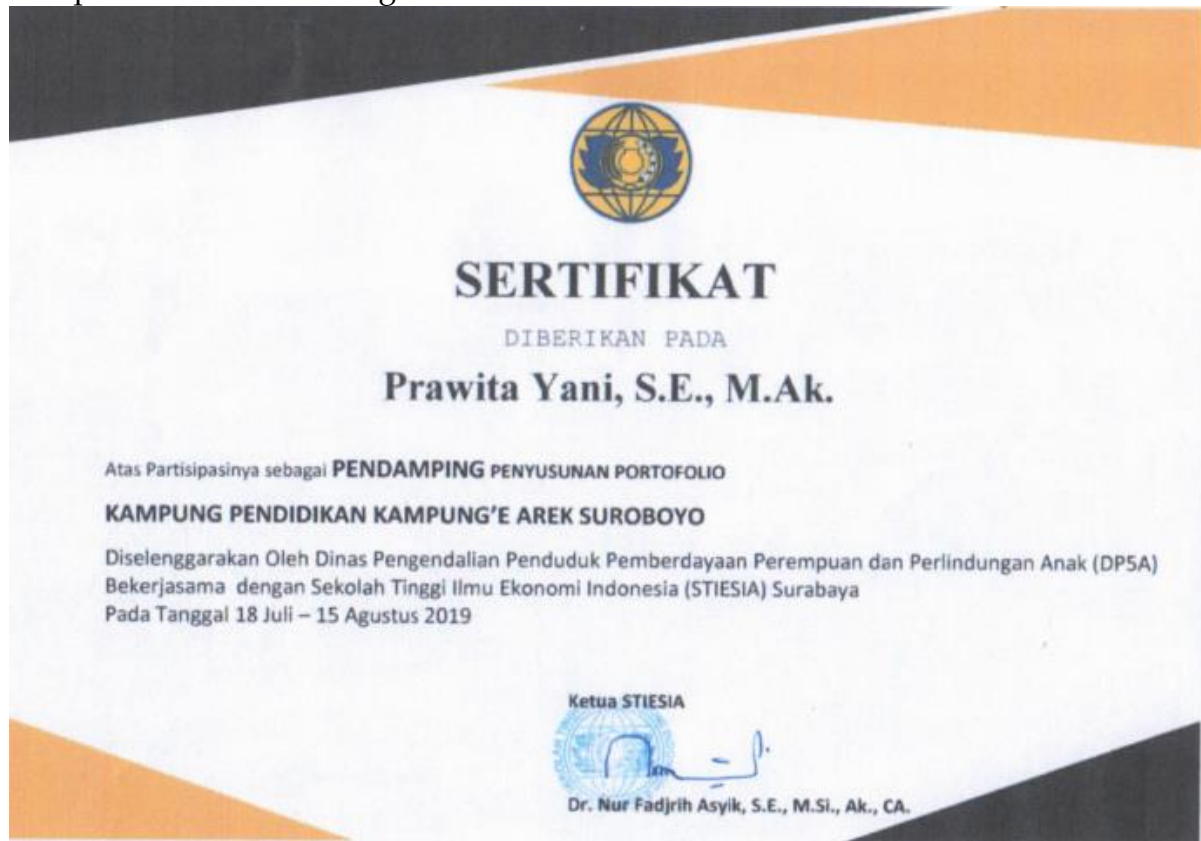 SERTIFIKAT
DIBERIKAN PADA
Prawita Yani, S.E., M.Ak.
Atas Partisipasinya sebagai PENDAMPING PENYUSUNAN PORTOFOLIO
KAMPUNG PENDIDIKAN KAMPUNG'E AREK SUROBOYO
Diselenggarakan Oleh Dinas Pengendalian Penduduk Pemberdayaan Perempuan dan Perlindungan Anak (DP5A)
Bekerjasama dengan Sekolah Tinggi Ilmu Ekonomi Indonesia (STIESIA) Surabaya
Pada Tanggal 18 Juli – 15 Agustus 2019
Ketua STIESIA
Dr. Nur Fadjrih Asyik, S.E., M.Si., Ak., CA.